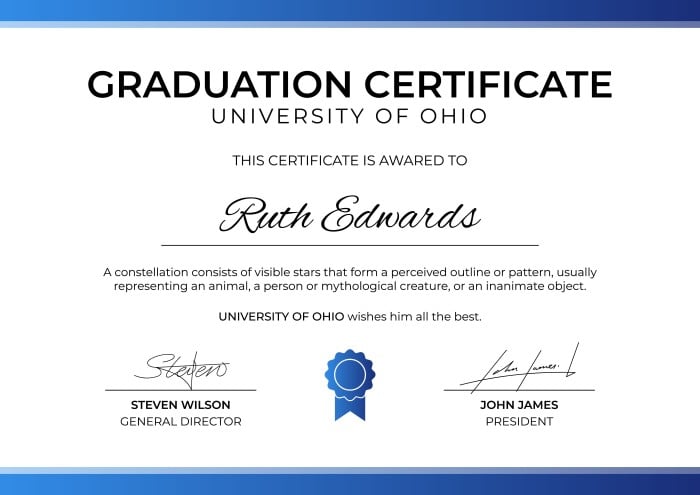 GRADUATION CERTIFICATE
UNIVERSITY OF OHIO
THIS CERTIFICATE IS AWARED TO
Ruth Edwards
A constellation consists of visible stars that form a perceived outline or pattern, usually
representing an animal, a person or mythological creature, or an inanimate object.
UNIVERSITY OF OHIO wishes him all the best.
Steven
John James
STEVEN WILSON
JOHN JAMES
GENERAL DIRECTOR
PRESIDENT